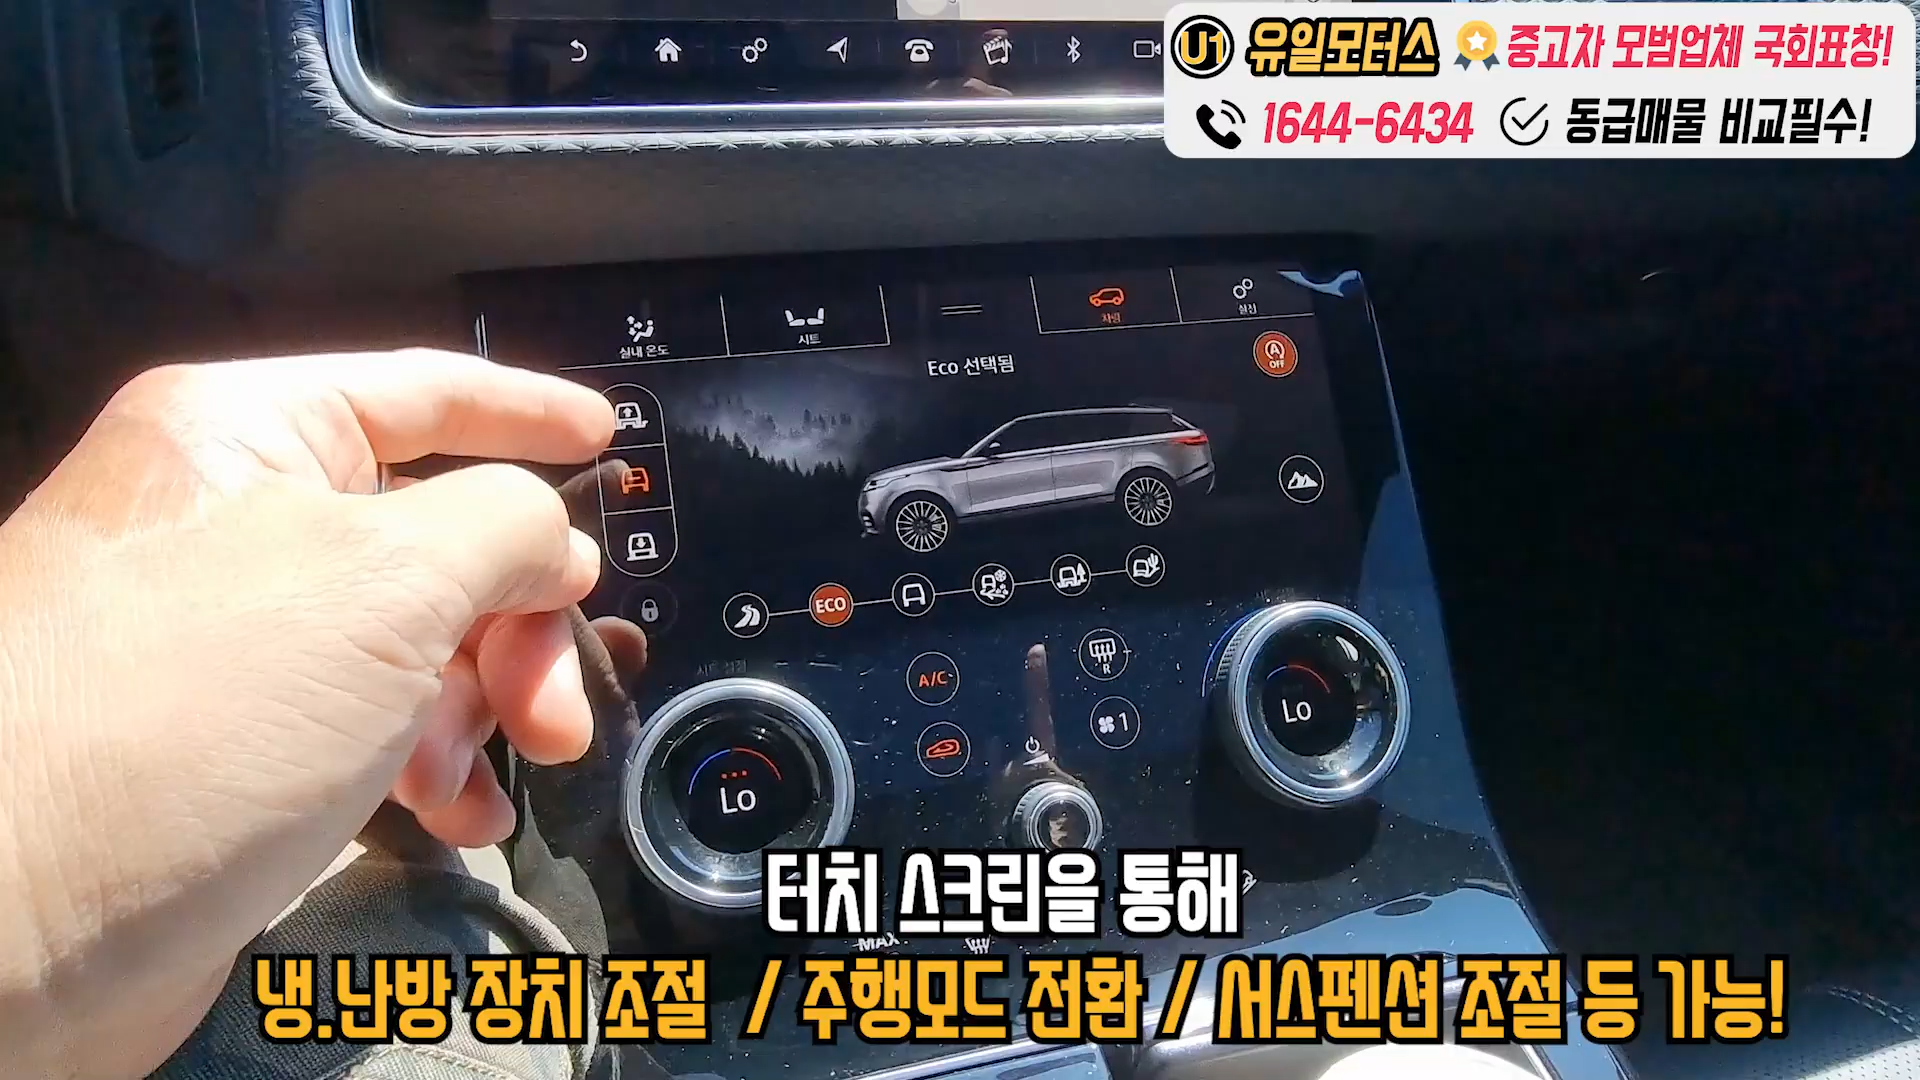 U1 유일모터스 중고차 모범업체 국회표창!
1644-6434 동급매물 비교필수!
실내 온도
시트
차량
설정
Eco 선택됨
A
OFF
ECO
A/C
R
1
Lo
Lo
MAX
터치 스크린을 통해
냉.난방 장치 조절 / 주행모드 전환 / 서스펜션 조절 등 가능!